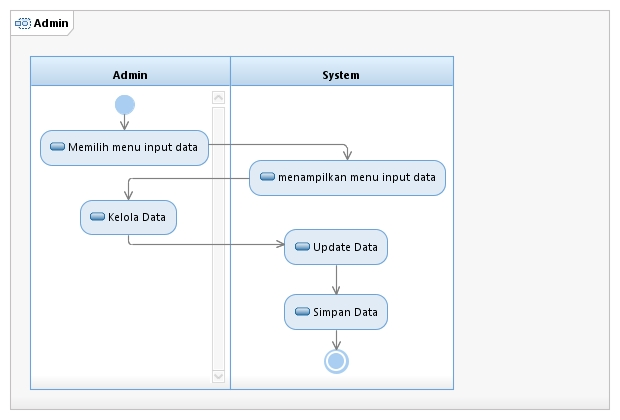 Admin
Admin
System
Memilih menu input data
menampilkan menu input data
Kelola Data
Update Data
Simpan Data